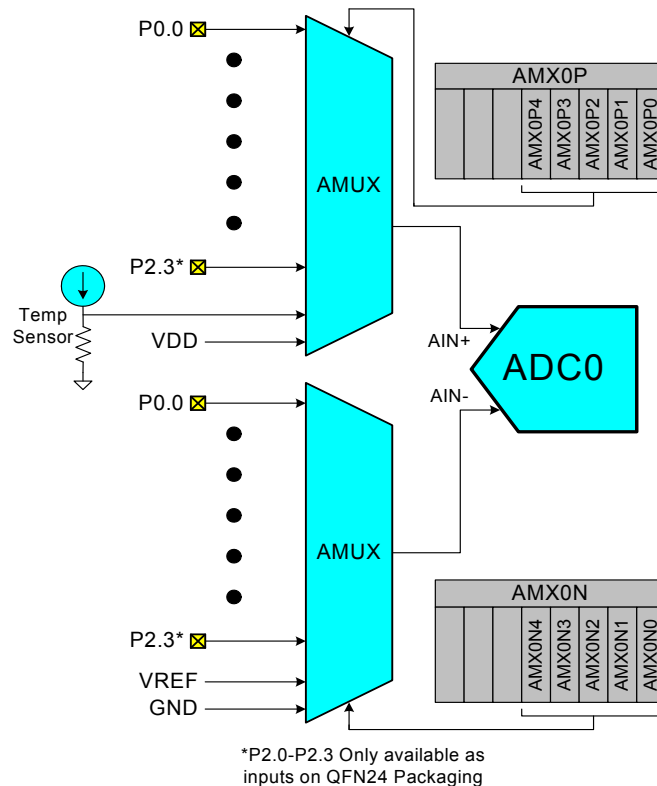 P0.0
AMX0P
AMX0P4
AMX0P3
AMX0P2
AMX0P1
AMX0P0
AMUX
P2.3*
Temp
Sensor
VDD
AIN+
ADC0
AIN-
P0.0
AMUX
AMX0N
AMX0N4
AMX0N3
AMX0N2
AMX0N1
AMX0N0
P2.3*
VREF
GND
*P2.0-P2.3 Only available as
inputs on QFN24 Packaging